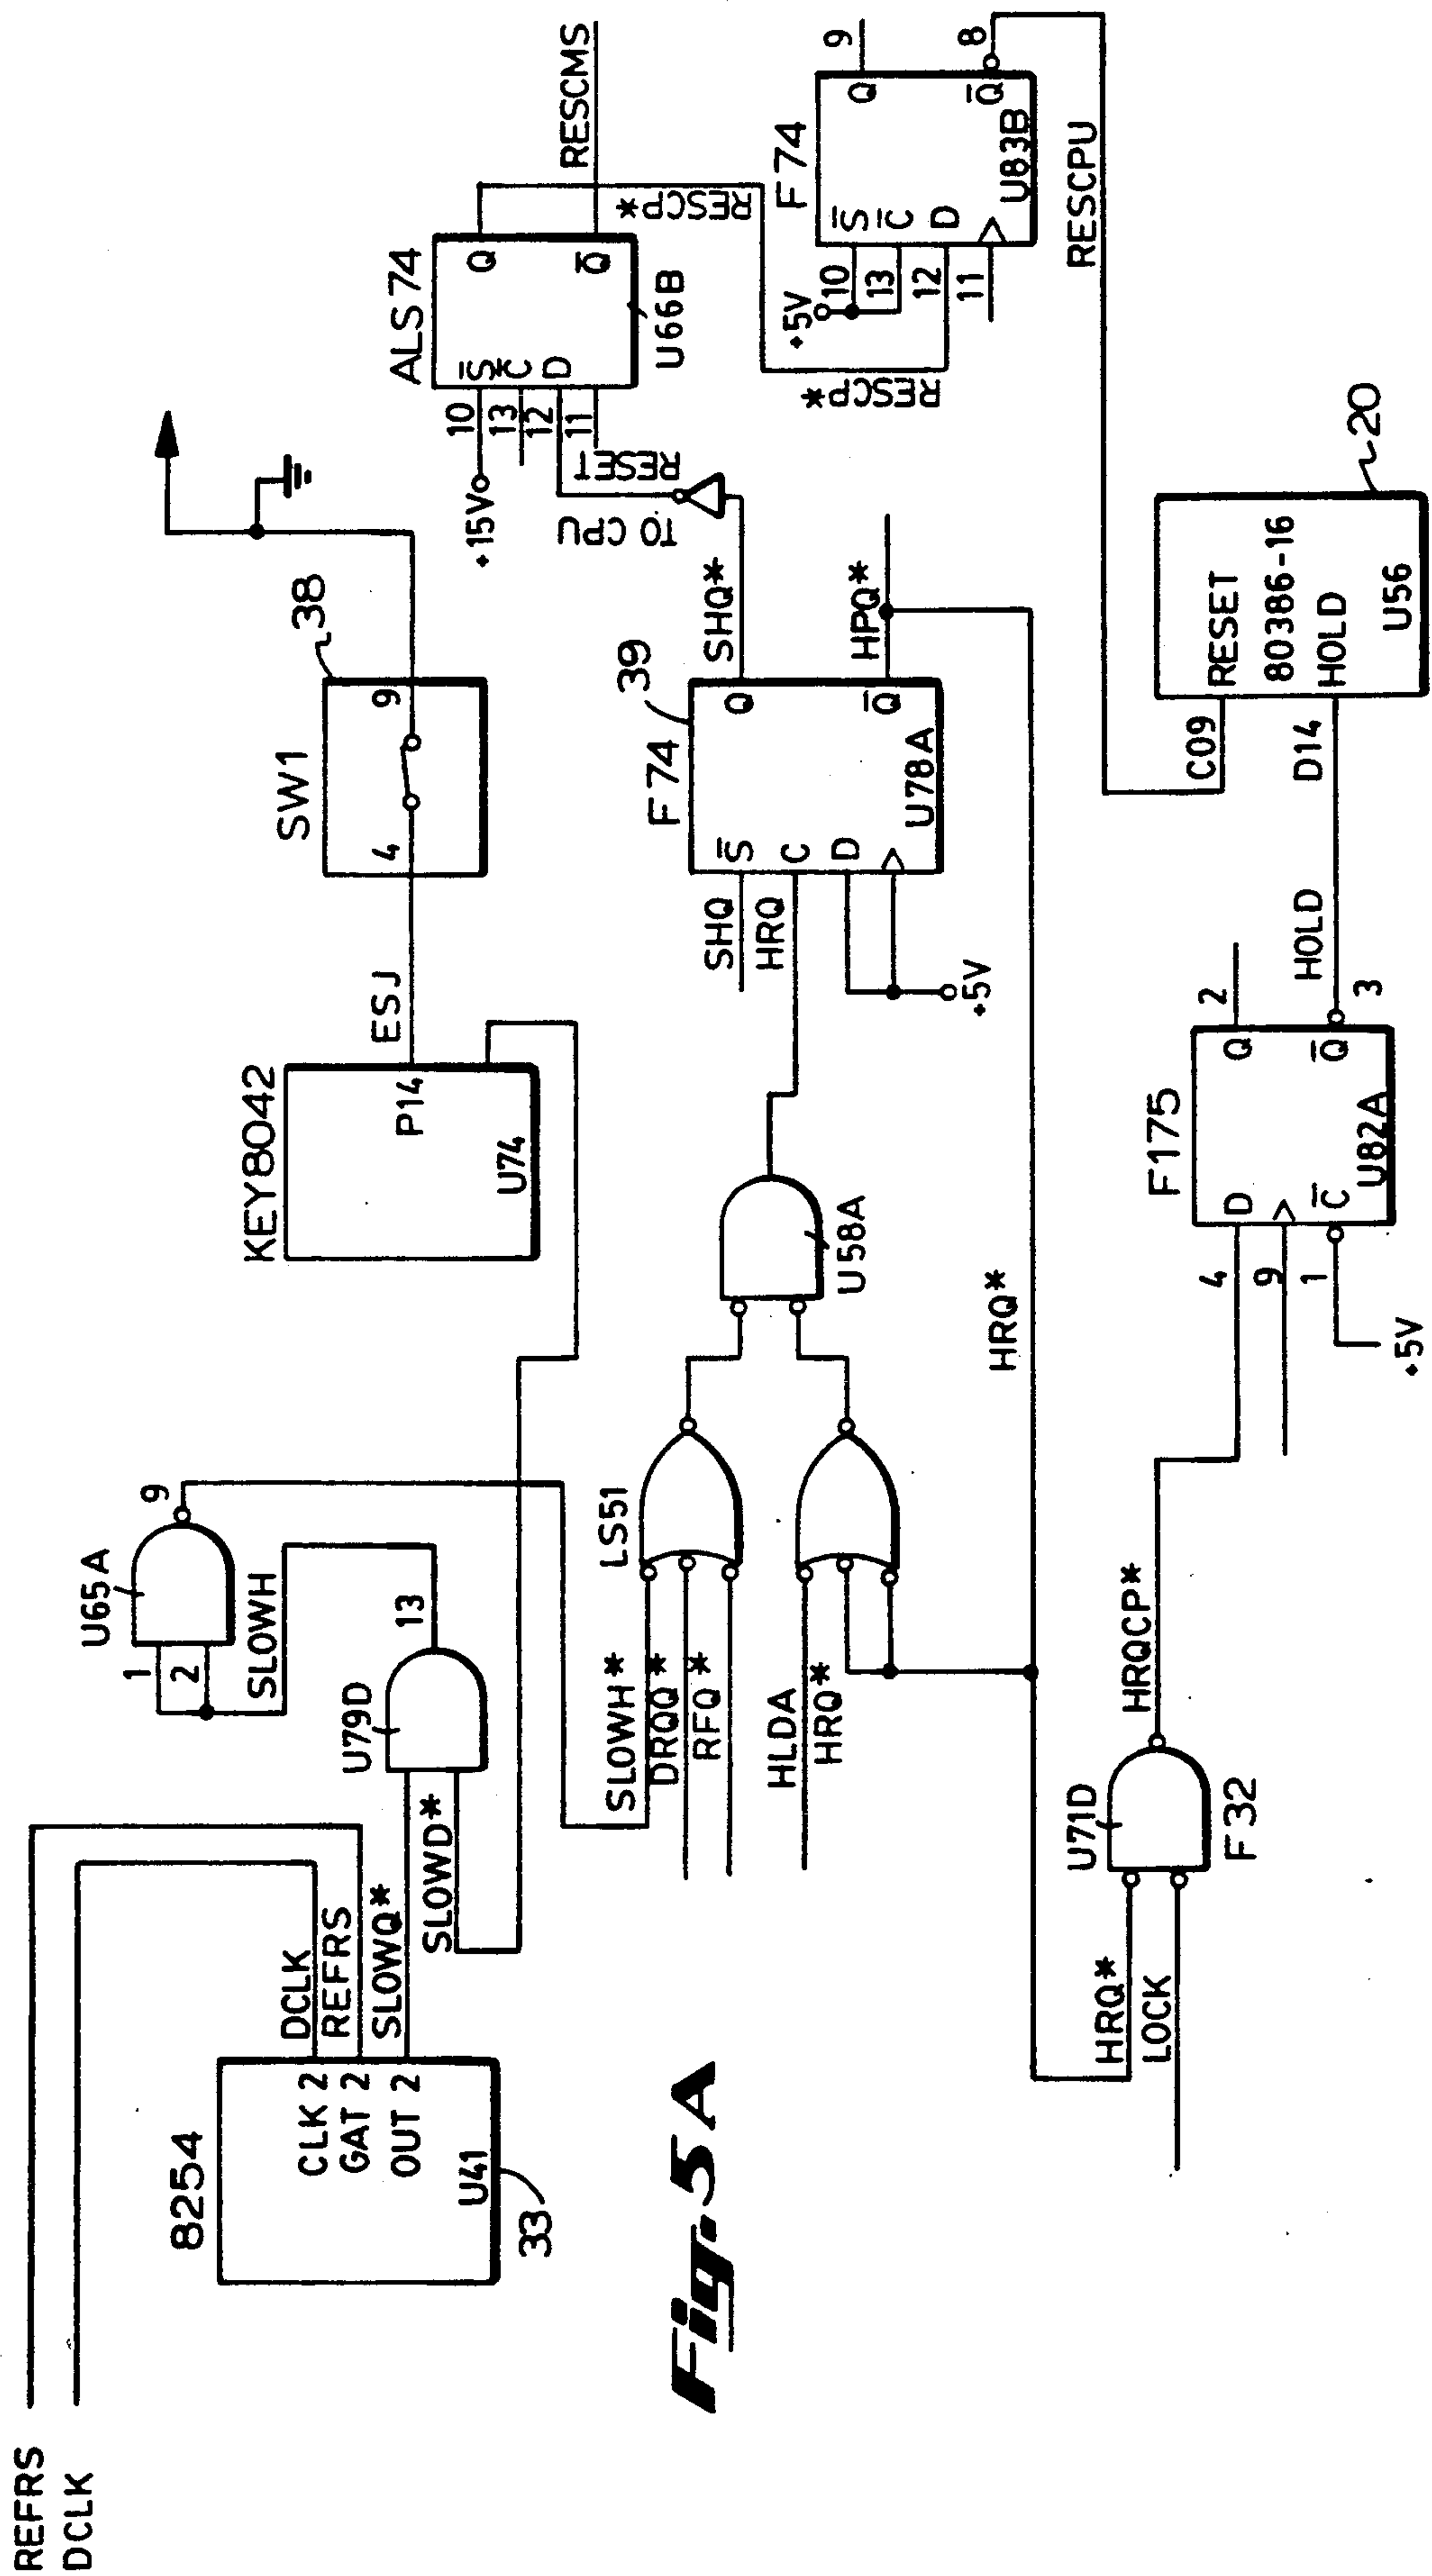 REFRS
DCLK
8254
CLK 2
GAT 2
OUT 2
U41
33
DCLK
REFRS
SLOWQ*
SLOWD*
U79D
13
SLOWH
1
2
U65A
9
KEY8042
P14
U74
ESJ
SW1
4
9
38
SLOWH*
DRQQ*
RFQ*
LS51
HLDA
HRQ*
U58A
SHQ
HRQ
F74
39
S
C
D
Q
Q
U78A
+5V
SHQ*
HPQ*
TO CPU
RESET
+15V
10
13
12
11
ALS74
S
*C
D
Q
Q
U66B
RESCMS
RESCP*
RESCP*
+5V
10
13
12
11
F74
S
C
D
Q
Q
U83B
9
8
RESCPU
HRQ*
HRQ*
LOCK
U71D
F32
HRQCP*
4
9
1
+5V
F175
D
C
Q
Q
U82A
2
3
HOLD
D14
C09
RESET
80386-16
HOLD
U56
20
Fig.5A